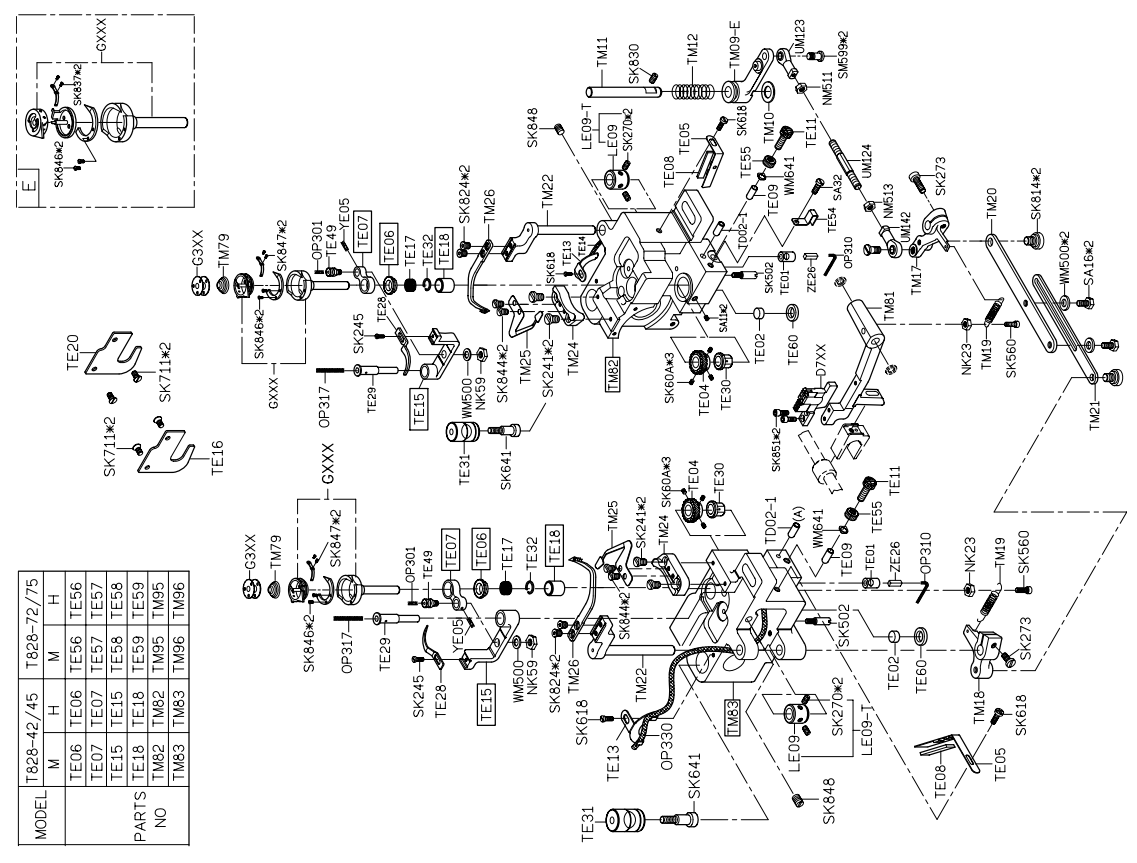 GXXX
SK837*2
SK846*2
E
TE20
SK711*2
SK711*2
TE16
G3XX
TM79
SK847*2
SK846*2
GXXX
OP301
TE49
YE05
TE07
TE06
TE17
TE32
TE18
TE28
SK245
OP317
TE29
TE15
WM500
NK59
SK824*2
TM26
TM22
SK618
TE13
TE14
SK844*2
TM25
SK241*2
TM24
TM82
TE31
SK641
SK848
LE09-T
LE09
SK270*2
TM11
SK830
TM12
TM09-E
UM123
SM599*2
NM511
TM10
SK618
TE05
TE08
TE11
TE55
WM641
TE09
SA32
TE54
TD02-1
SK502
TE01
ZE26
OP310
SA11*2
TE02
TE60
SK60A*3
TE04
TE30
UM124
NM513
UM142
SK273
TM17
TM20
SK814*2
WM500*2
SA16*2
TM81
NK23
TM19
SK560
TM21
D7XX
SK851*2
G3XX
TM79
SK847*2
GXXX
SK846*2
OP317
TE29
OP301
TE49
TE07
TE06
TE17
TE32
TE18
YE05
SK245
TE28
TE15
WM500
NK59
SK824*2
TM26
SK844*2
TM25
SK241*2
TM24
SK60A*3
TE04
TE30
TM22
SK618
TE13
OP330
TM83
TD02-1
(A)
WM641
TE11
TE55
TE09
TE01
ZE26
OP310
NK23
TM19
SK560
SK502
TE02
TE60
TM18
SK273
SK618
TE08
TE05
LE09
SK270*2
LE09-T
SK848
SK641
TE31
MODEL T828-42/45 T828-72/75
M H M H
PARTS NO
TE06 TE06 TE56 TE56
TE07 TE07 TE57 TE57
TE15 TE15 TE58 TE58
TE18 TE18 TE59 TE59
TM82 TM82 TM95 TM95
TM83 TM83 TM96 TM96